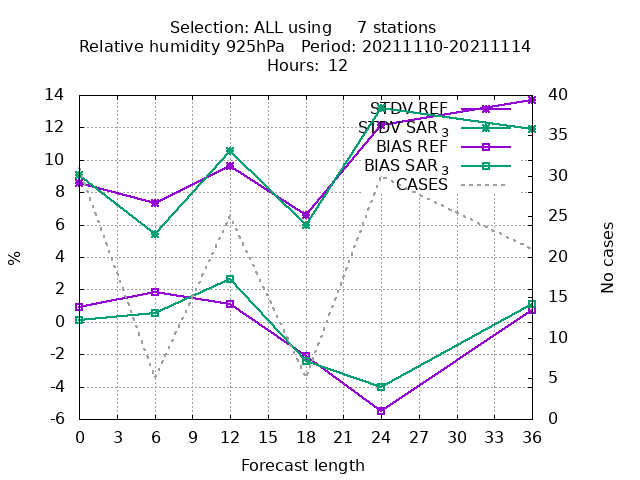 Selection: ALL using 7 stations
Relative humidity 925hPa Period: 20211110-20211114
Hours: 12
STDV REF
STDV SAR3
BIAS REF
BIAS SAR3
CASES
14
12
10
8
6
4
2
0
-2
-4
-6
%
40
35
30
25
20
15
10
5
0
No cases
0 3 6 9 12 15 18 21 24 27 30 33 36
Forecast length